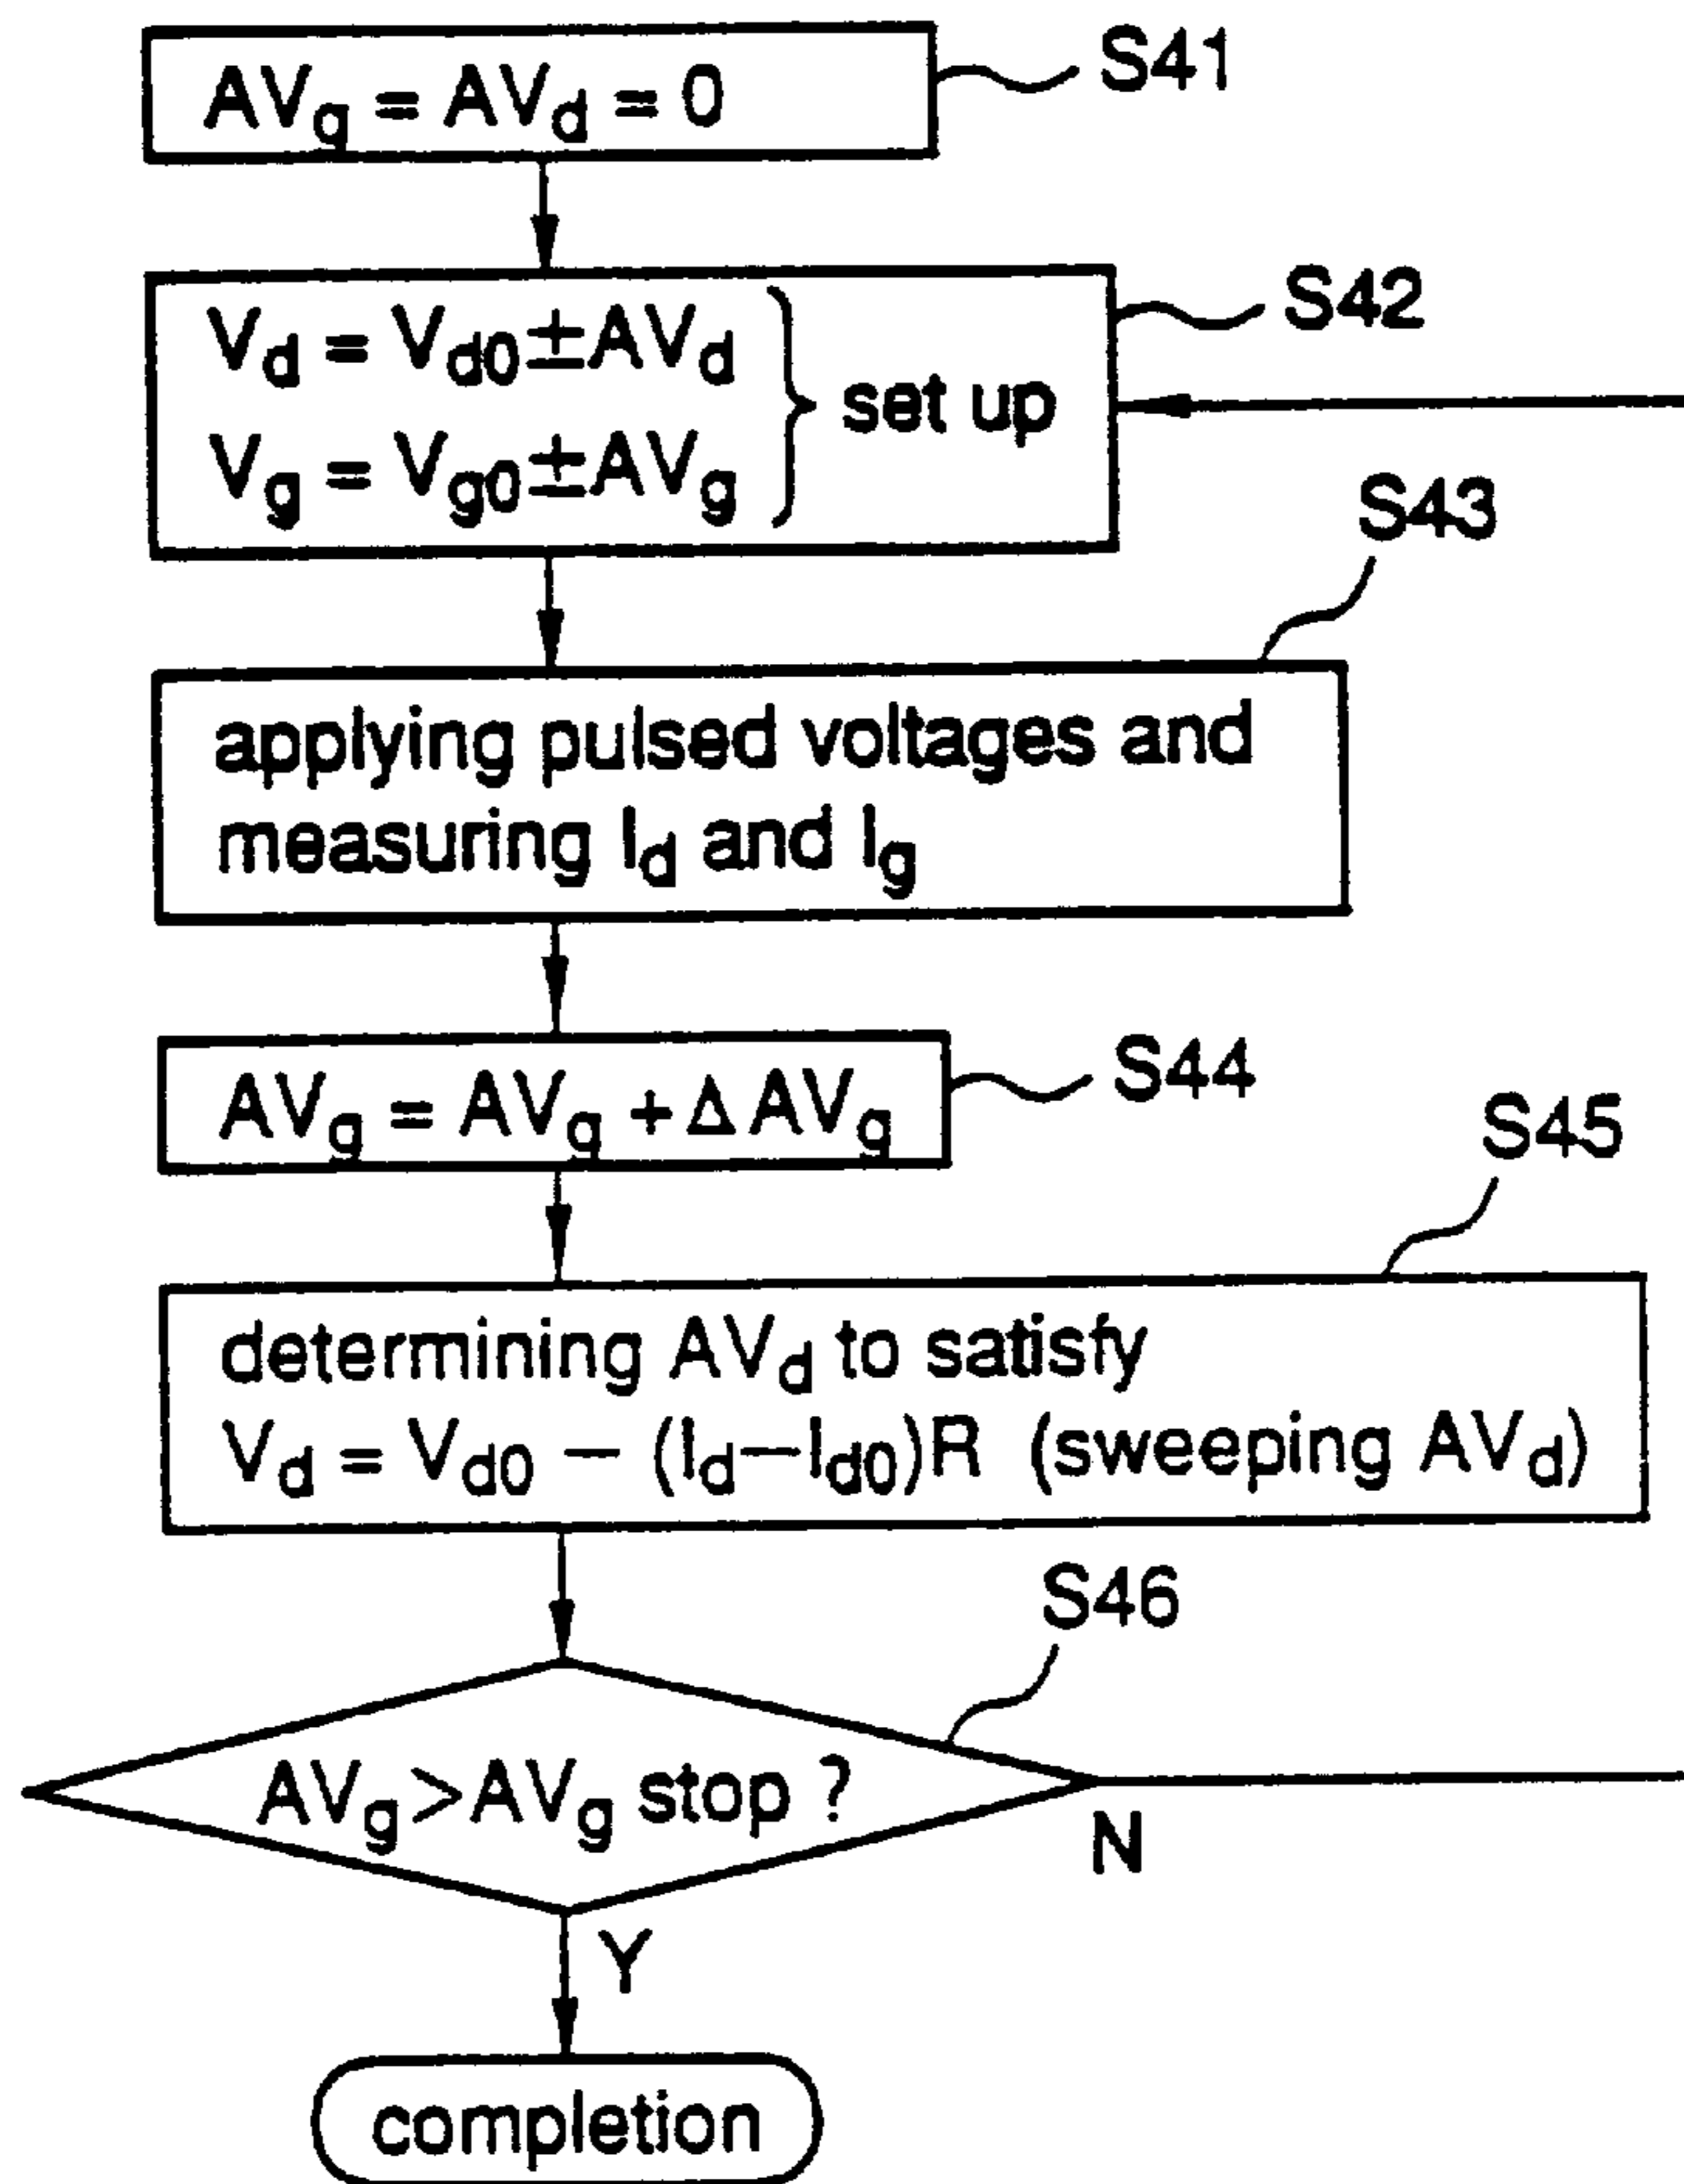 AVg = AVd = 0
S41
Vd = Vd0 ± AVd
Vg = Vg0 ± AVg
} set up
S42
S43
applying pulsed voltages and
measuring Id and Ig
AVg = AVg + Δ AVg
S44
S45
determining AVd to satisfy
Vd = Vd0 − (Id−Id0)R (sweeping AVd)
S46
AVg > AVg stop ?
N
Y
completion